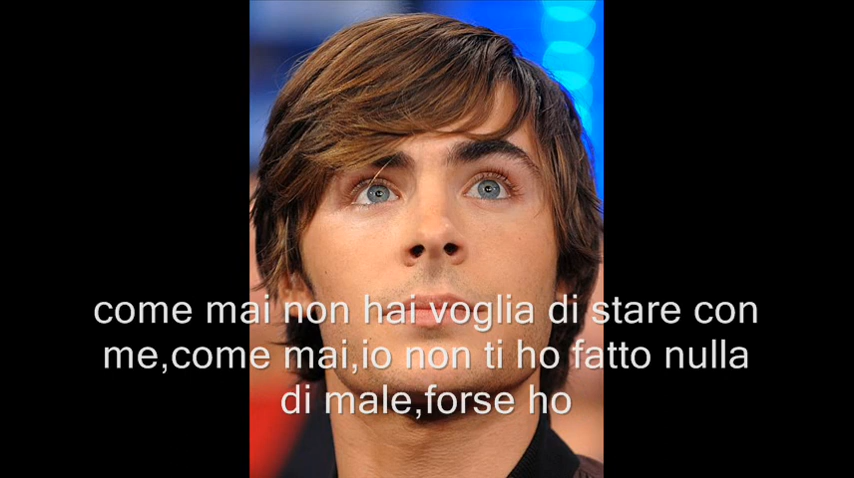 come mai non hai voglia di stare con
me,come mai,io non ti ho fatto nulla
di male,forse ho